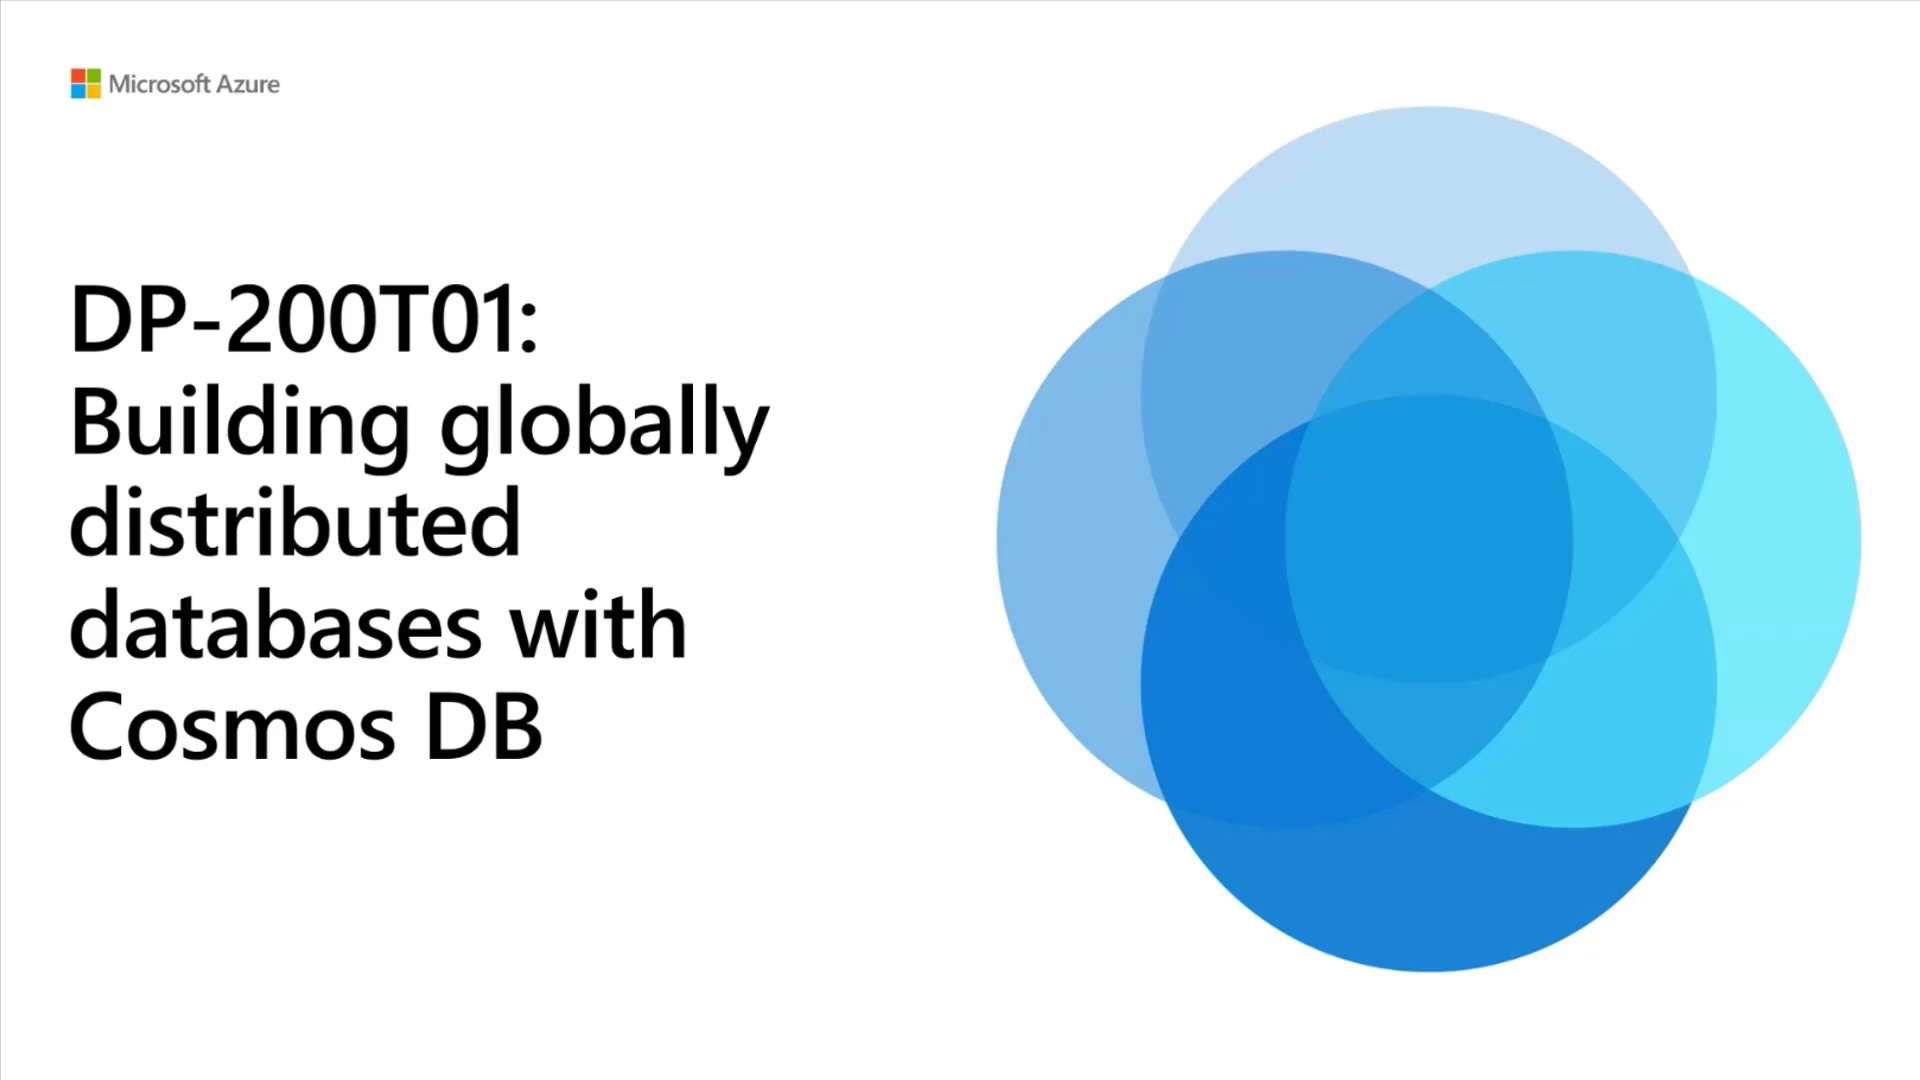 Microsoft Azure
DP-200T01:
Building globally
distributed
databases with
Cosmos DB